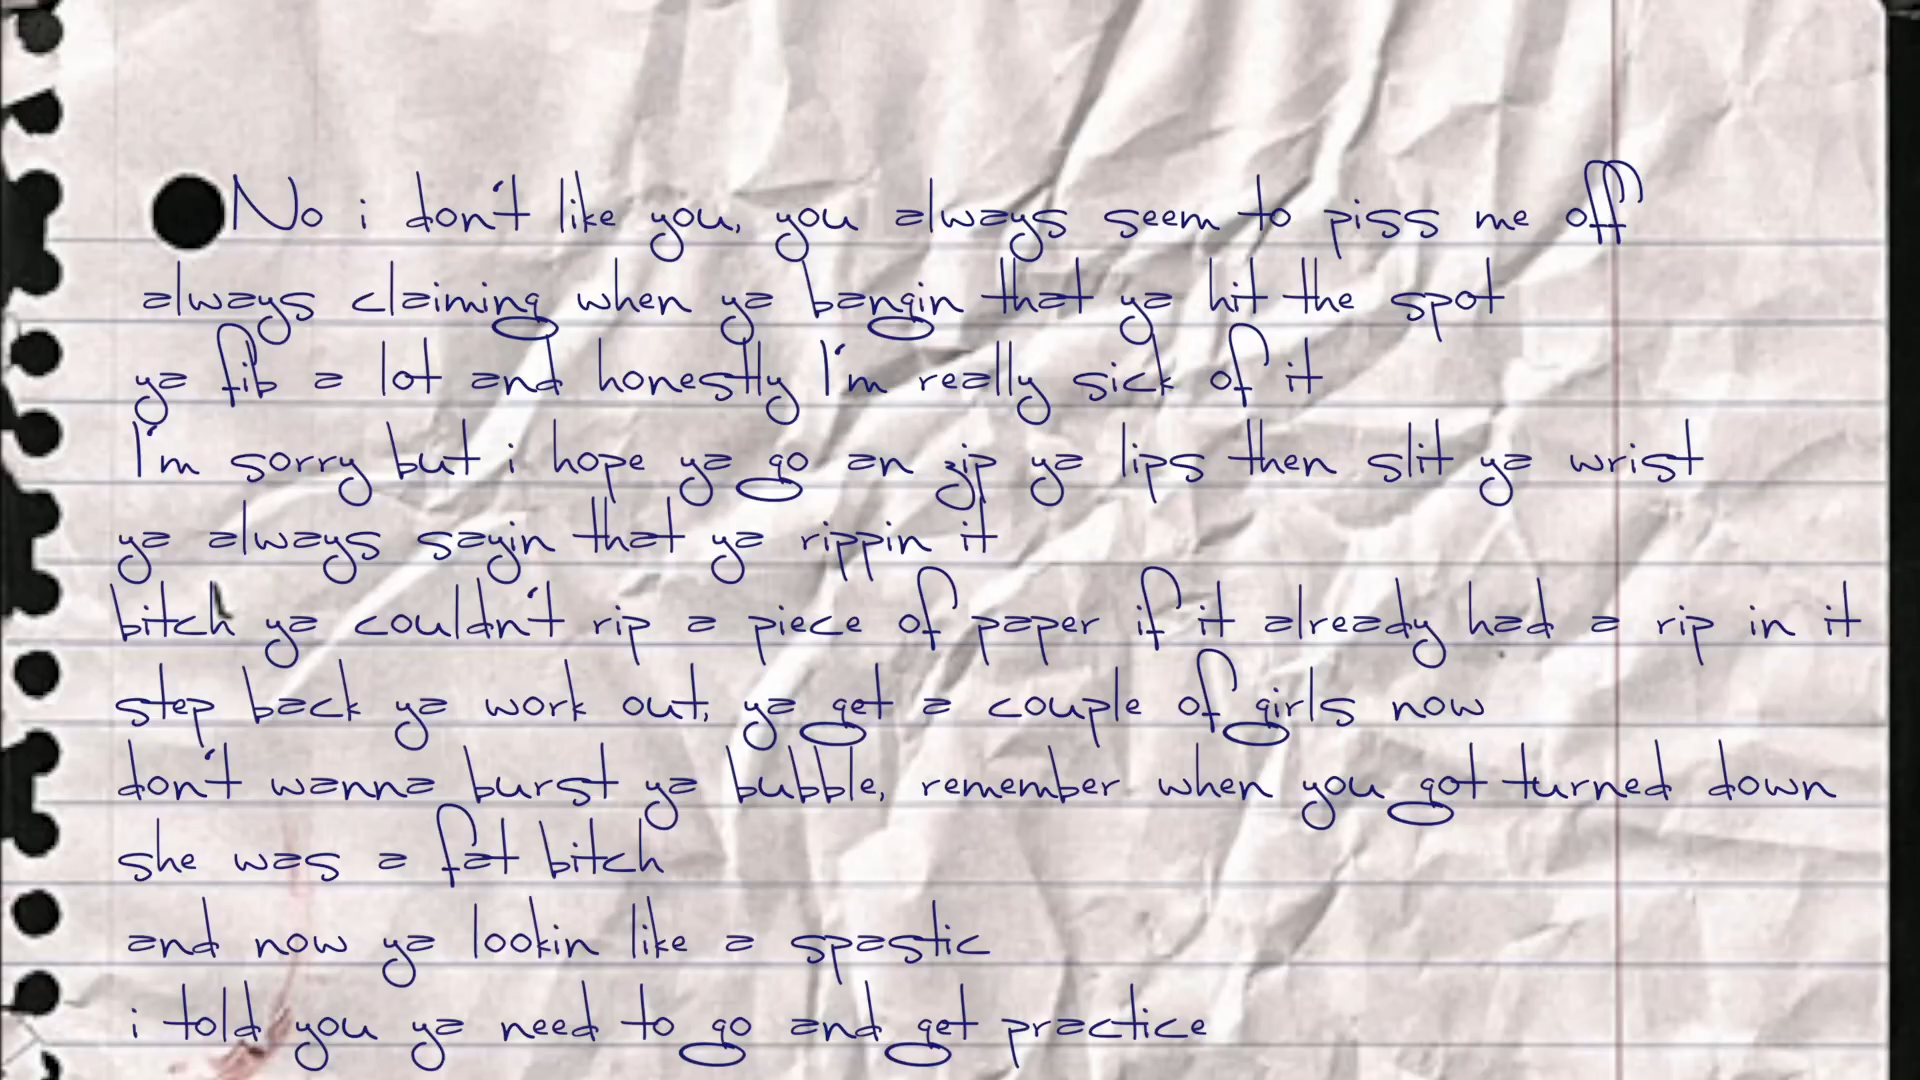 No i don't like you, you always seem to piss me off
always claiming when ya bangin that ya hit the spot
ya fib a lot and honestly I'm really sick of it
I'm sorry but i hope ya go an zip ya lips then slit ya wrist
ya always sayin that ya rippin it
bitch ya couldn't rip a piece of paper if it already had a rip in it
step back ya work out, ya get a couple of girls now
don't wanna burst ya bubble, remember when you got turned down
she was a fat bitch
and now ya lookin like a spastic
i told you ya need to go and get practice